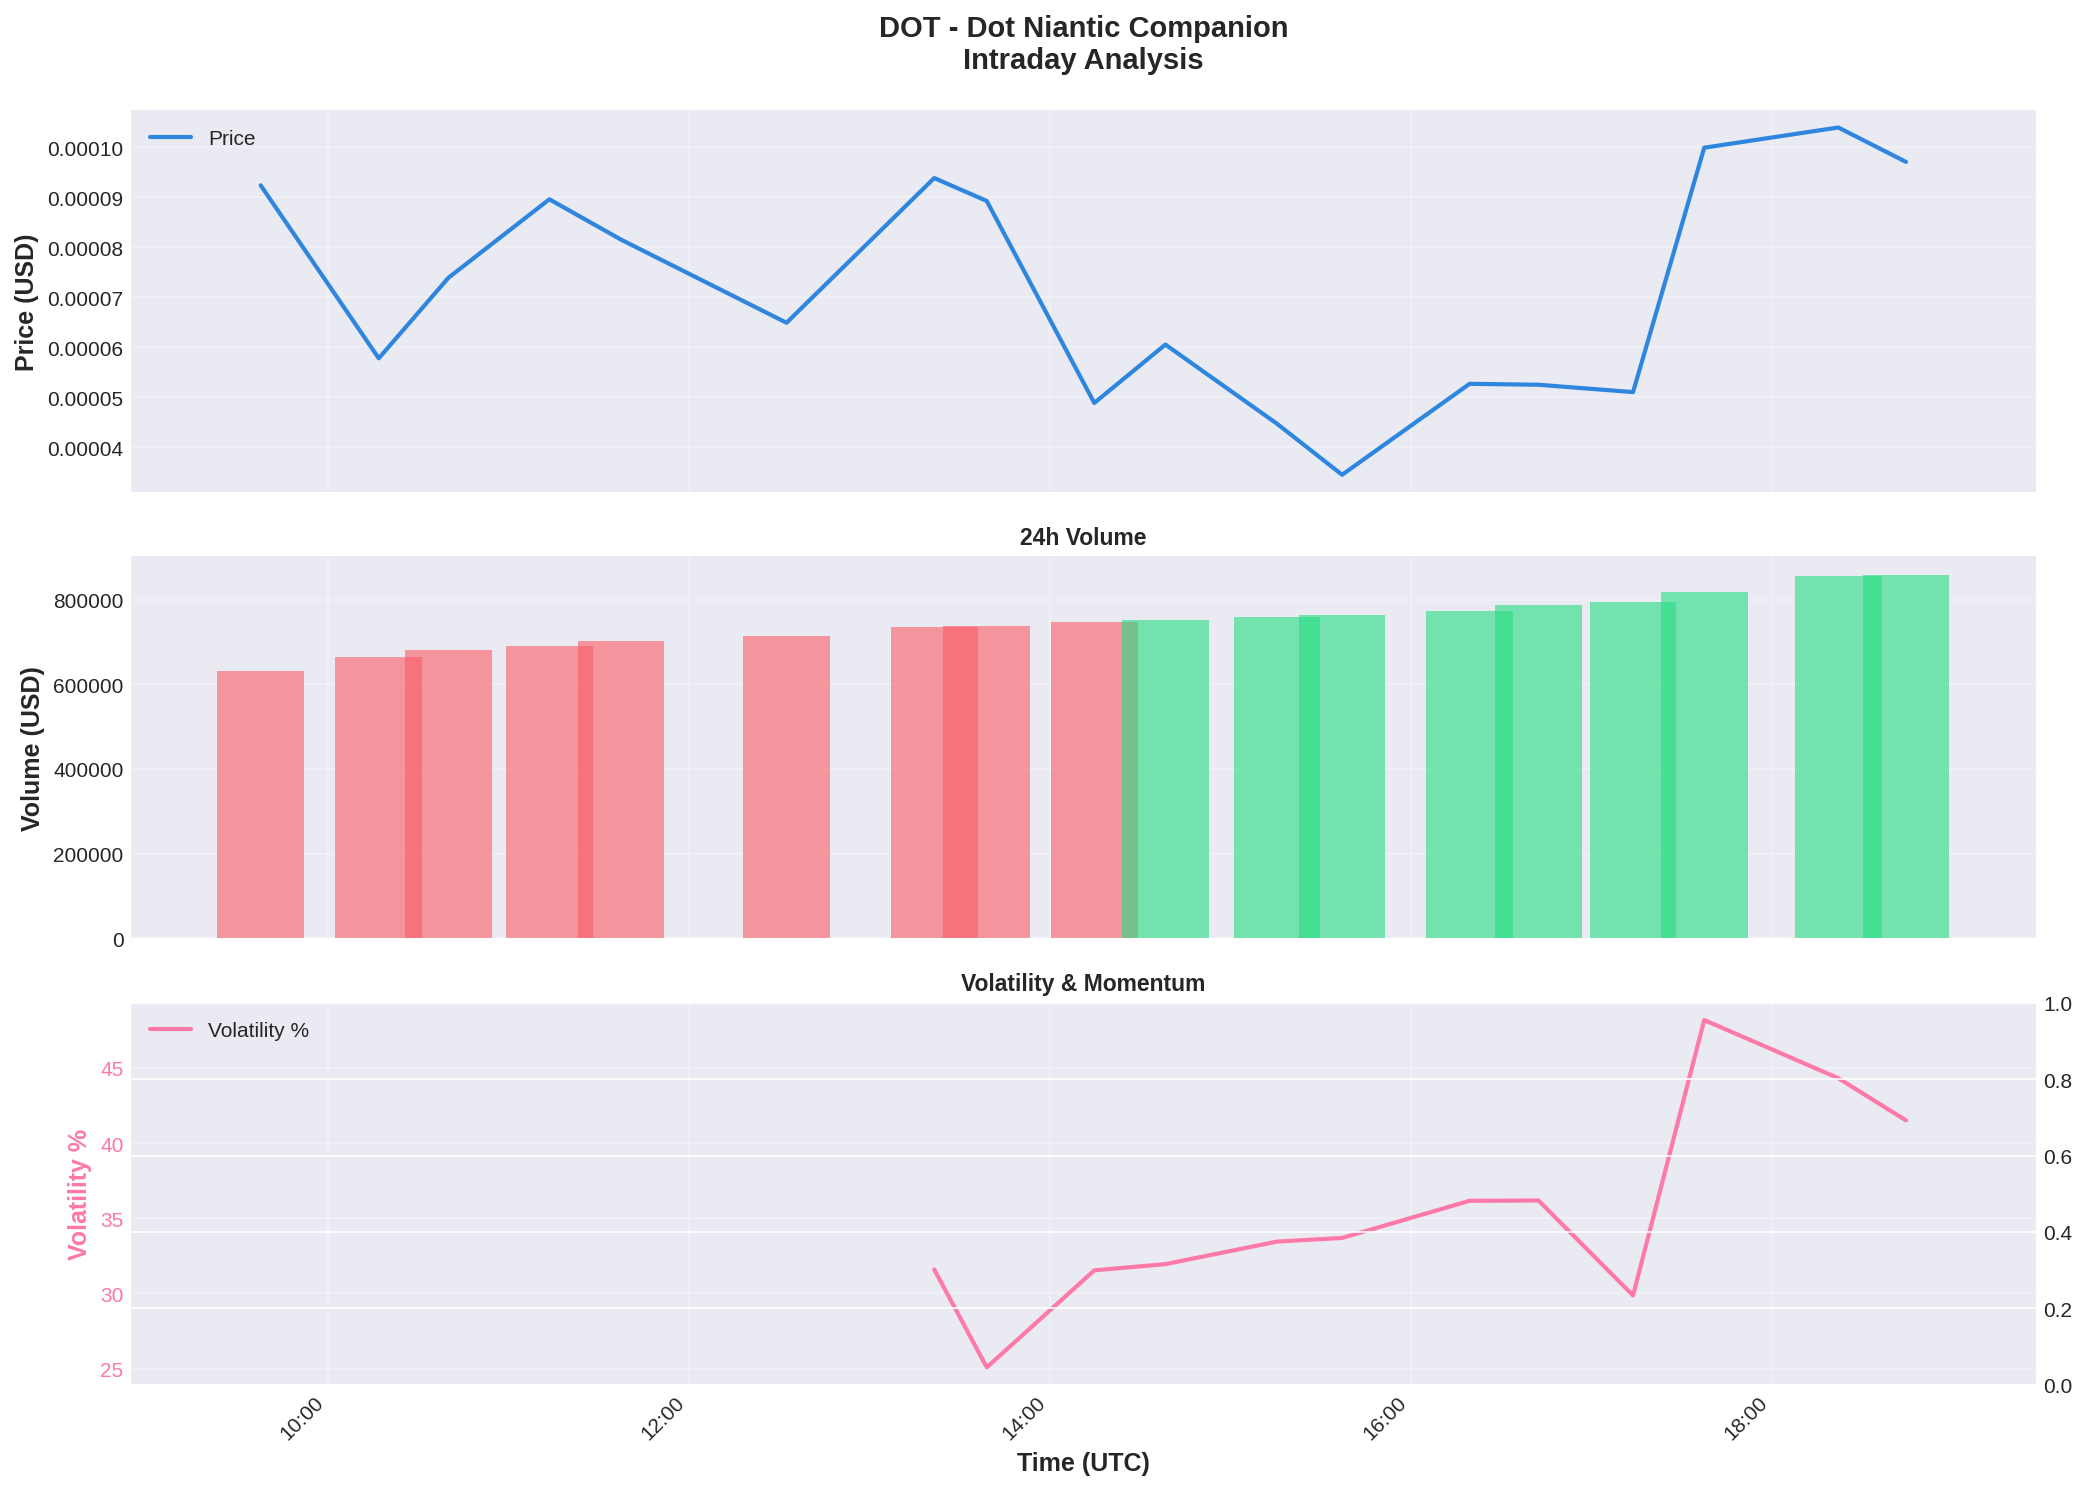 DOT - Dot Niantic Companion
Intraday Analysis
Price
0.00010
0.00009
0.00008
0.00007
0.00006
0.00005
0.00004
Price (USD)
24h Volume
800000
600000
400000
200000
0
Volume (USD)
Volatility & Momentum
Volatility %
45
40
35
30
25
Volatility %
1.0
0.8
0.6
0.4
0.2
0.0
10:00
12:00
14:00
16:00
18:00
Time (UTC)